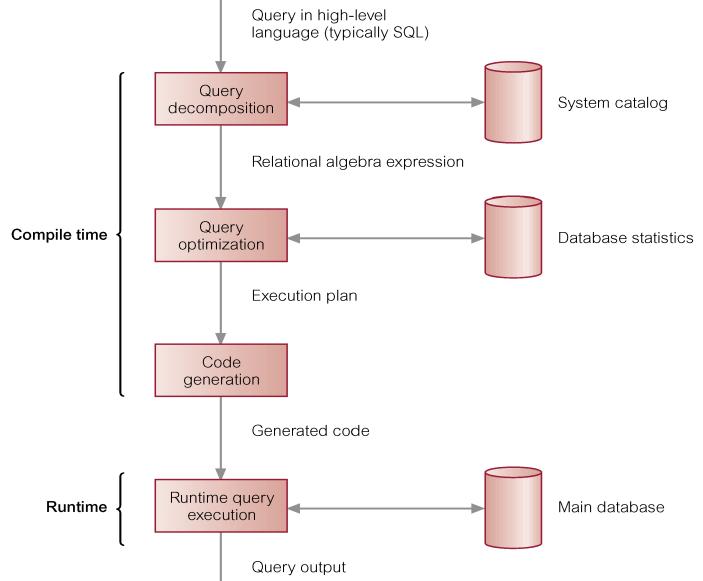 Query in high-level
language (typically SQL)
Query
decomposition
System catalog
Relational algebra expression
Compile time
Query
optimization
Database statistics
Execution plan
Code
generation
Generated code
Runtime
Runtime query
execution
Main database
Query output